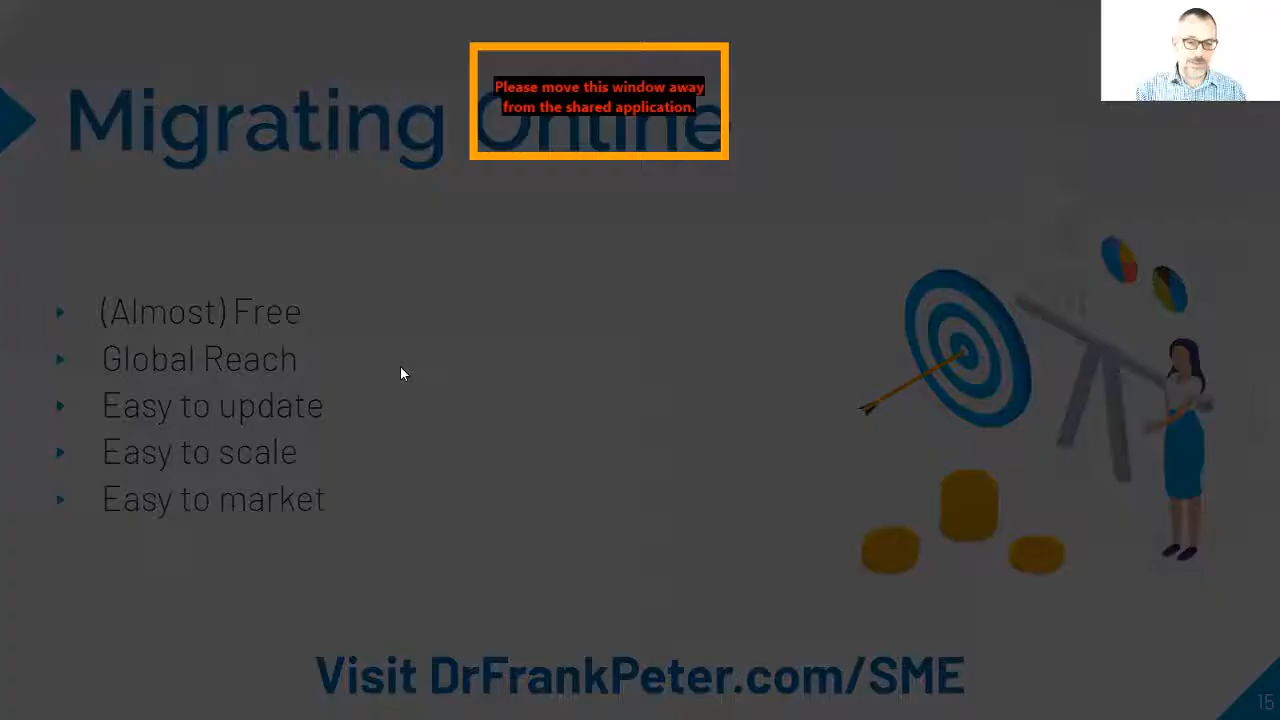 Please move this window away
from the shared application.
Migrating Online
(Almost) Free
Global Reach
Easy to update
Easy to scale
Easy to market
Visit DrFrankPeter.com/SME
15